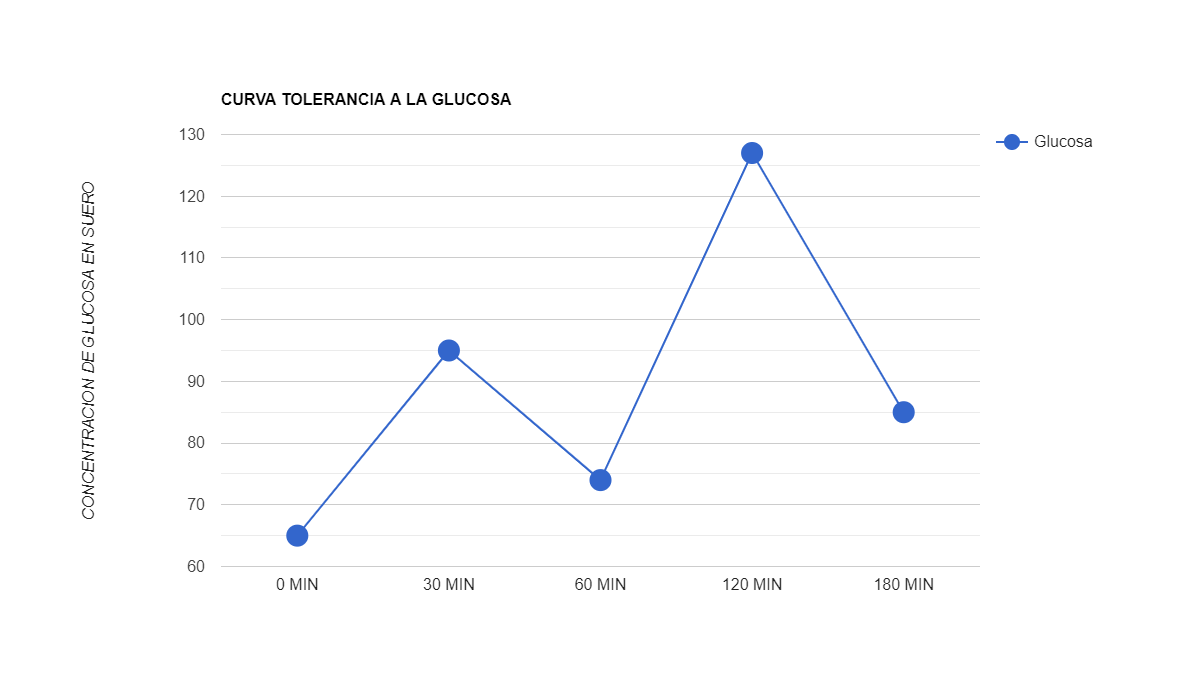 CURVA TOLERANCIA A LA GLUCOSA
CONCENTRACION DE GLUCOSA EN SUERO
130
120
110
100
90
80
70
60
0 MIN
30 MIN
60 MIN
120 MIN
180 MIN
Glucosa